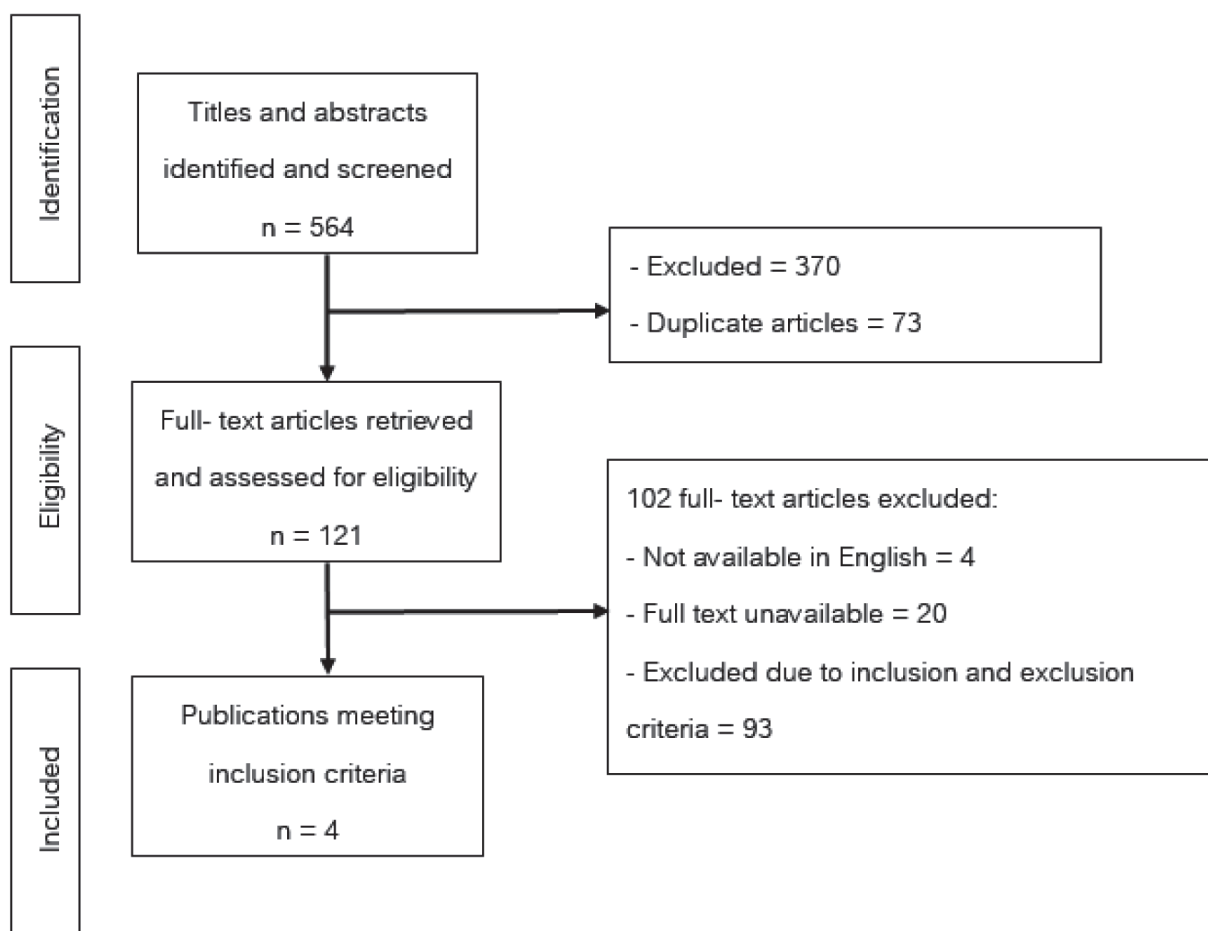 Identification
Titles and abstracts
identified and screened
n = 564
- Excluded = 370
- Duplicate articles = 73
Eligibility
Full- text articles retrieved
and assessed for eligibility
n = 121
102 full- text articles excluded:
- Not available in English = 4
- Full text unavailable = 20
- Excluded due to inclusion and exclusion
criteria = 93
Included
Publications meeting
inclusion criteria
n = 4